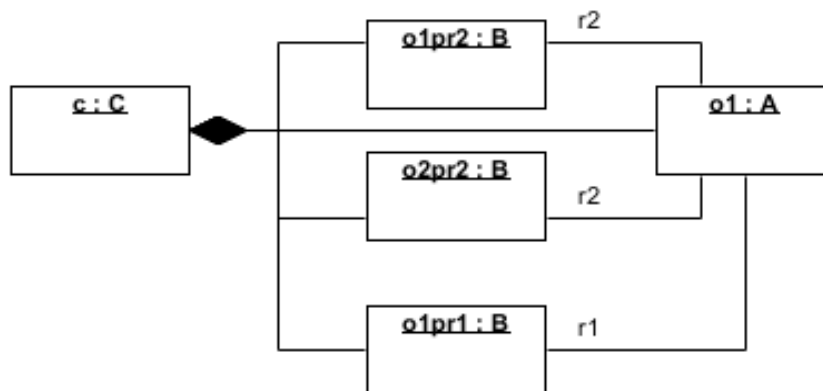 o1pr2 : B
r2
c : C
o1 : A
o2pr2 : B
r2
o1pr1 : B
r1